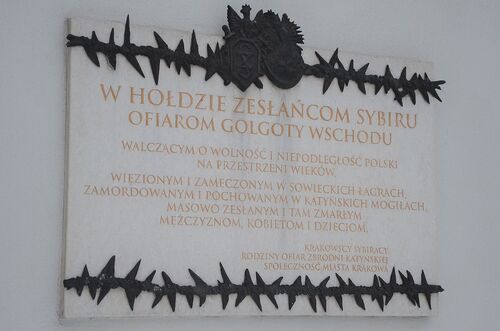 W HOŁDZIE ZESŁAŃCOM SYBIRU
OFIAROM GOLGOTY WSCHODU
WALCZĄCYM O WOLNOŚĆ I NIEPODLEGŁOŚĆ POLSKI
NA PRZESTRZENI WIEKÓW.
WIĘZIONYM I ZAMĘCZONYM W SOWIECKICH ŁAGRACH,
ZAMORDOWANYM I POCHOWANYM W KATYŃSKICH MOGIŁACH,
MASOWO ZESŁANYM I TAM ZMARŁYM
MĘŻCZYZNOM, KOBIETOM I DZIECIOM.
KRAKOWSCY SYBIRACY
RODZINY OFIAR ZBRODNI KATYŃSKIEJ
SPOŁECZNOŚĆ MIASTA KRAKOWA